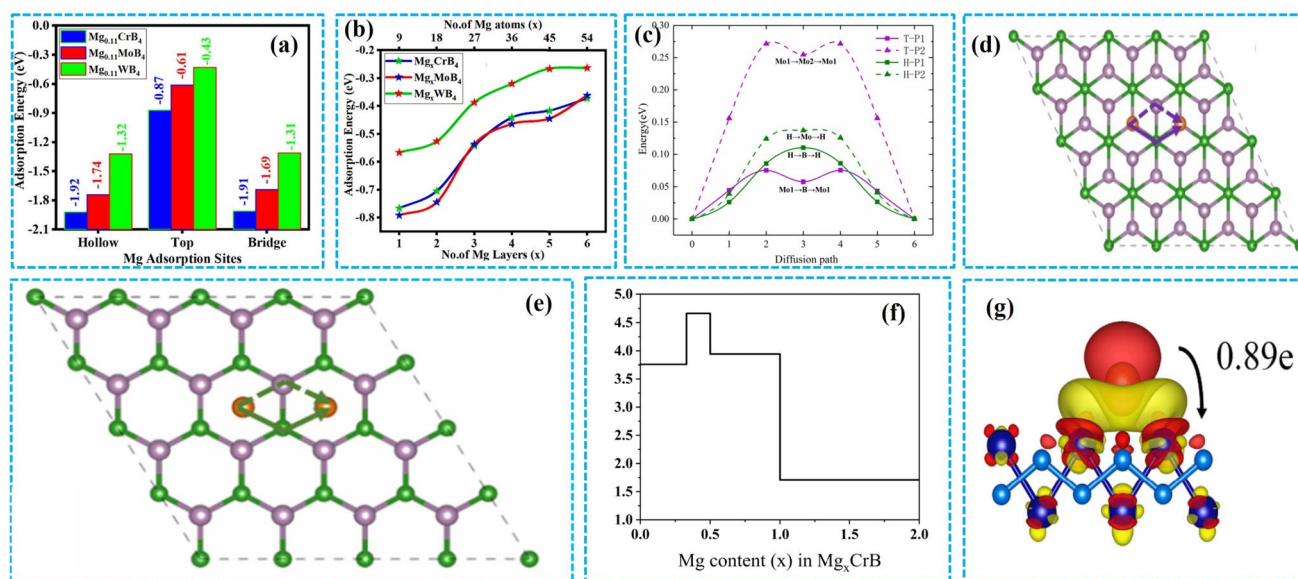 (a)
Mg0.11CrB4
Mg0.11MoB4
Mg0.11WB4
0.0
-0.3
-0.6
-0.9
-1.2
-1.5
-1.8
-2.1
Adsorption Energy (eV)
-1.92
-1.74
-1.32
-0.87
-0.61
-0.43
-1.91
-1.69
-1.31
Hollow Top Bridge
Mg Adsorption Sites
(b)
No.of Mg atoms (x)
9 18 27 36 45 54
MgxCrB4
MgxMoB4
MgxWB4
-0.2
-0.3
-0.4
-0.5
-0.6
-0.7
-0.8
Adsorption Energy (eV)
1 2 3 4 5 6
No.of Mg Layers (x)
(c)
T-P1
T-P2
H-P1
H-P2
0.30
0.25
0.20
0.15
0.10
0.05
0.00
Energy(eV)
Mo1→Mo2→Mo1
H→Mo→H
H→B→H
Mo1→B→Mo1
0 1 2 3 4 5 6
Diffusion path
(d)
(e)
(f)
5.0
4.5
4.0
3.5
3.0
2.5
2.0
1.5
1.0
0.0 0.5 1.0 1.5 2.0
Mg content (x) in MgxCrB
(g)
0.89e